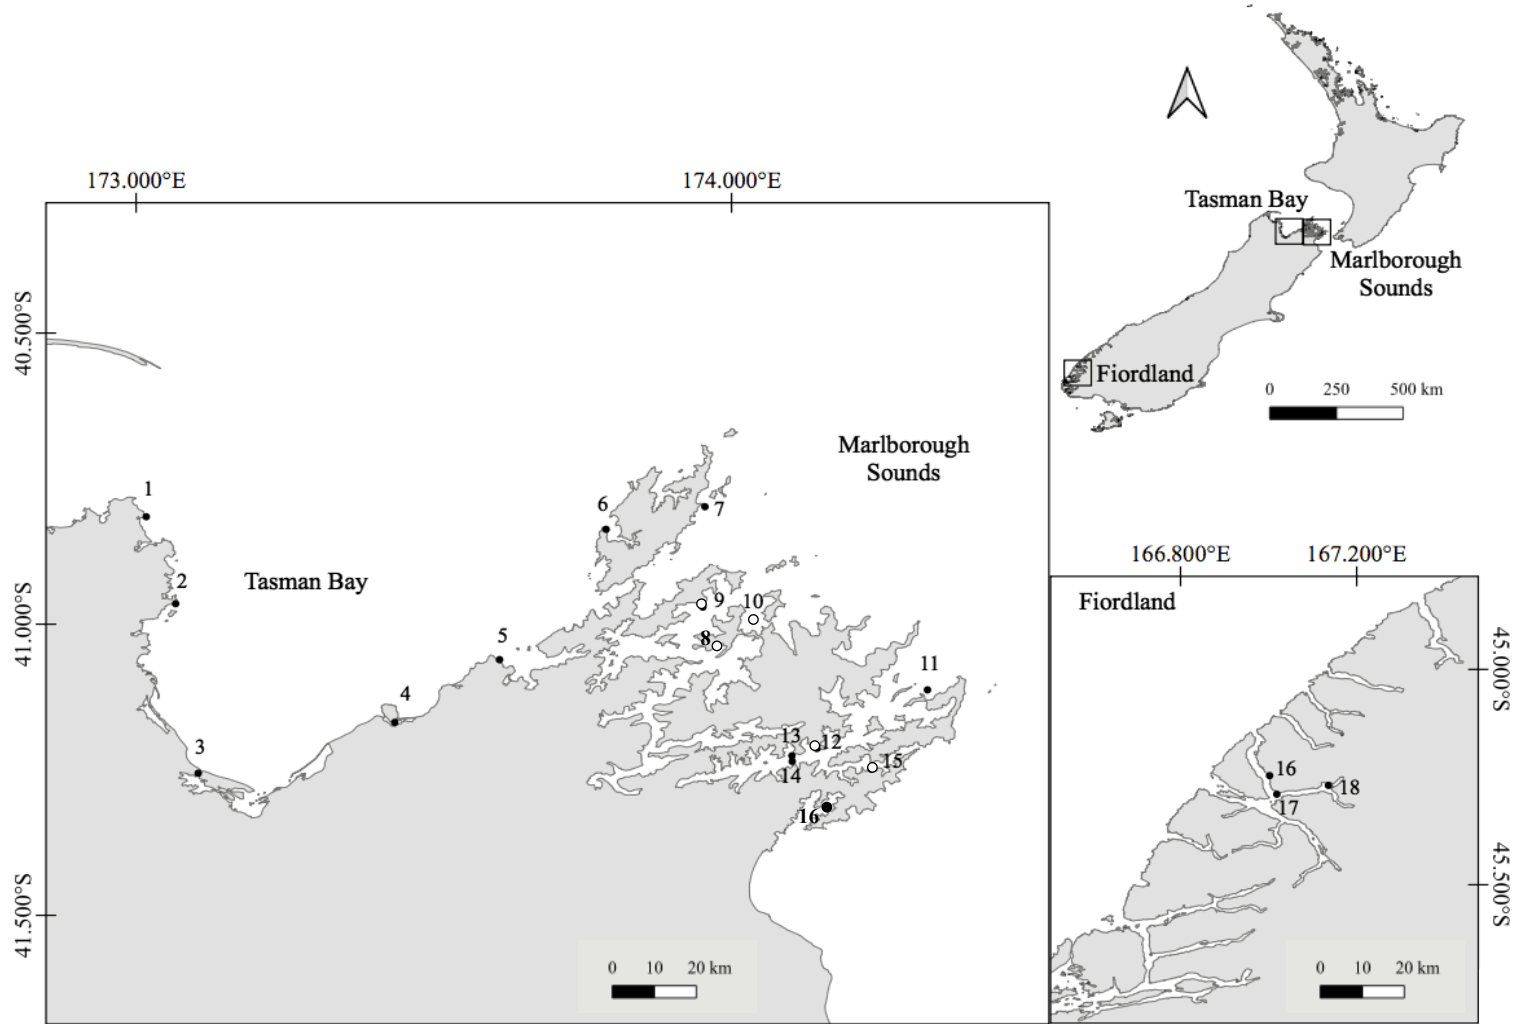 173.000°E
174.000°E
40.500°S
41.000°S
41.500°S
Tasman Bay
Marlborough
Sounds
1
2
3
4
5
6
7
8
9
10
11
12
13
14
15
16
0 10 20 km
Tasman Bay
Marlborough
Sounds
Fiordland
0 250 500 km
166.800°E
167.200°E
Fiordland
45.000°S
45.500°S
16
17
18
0 10 20 km